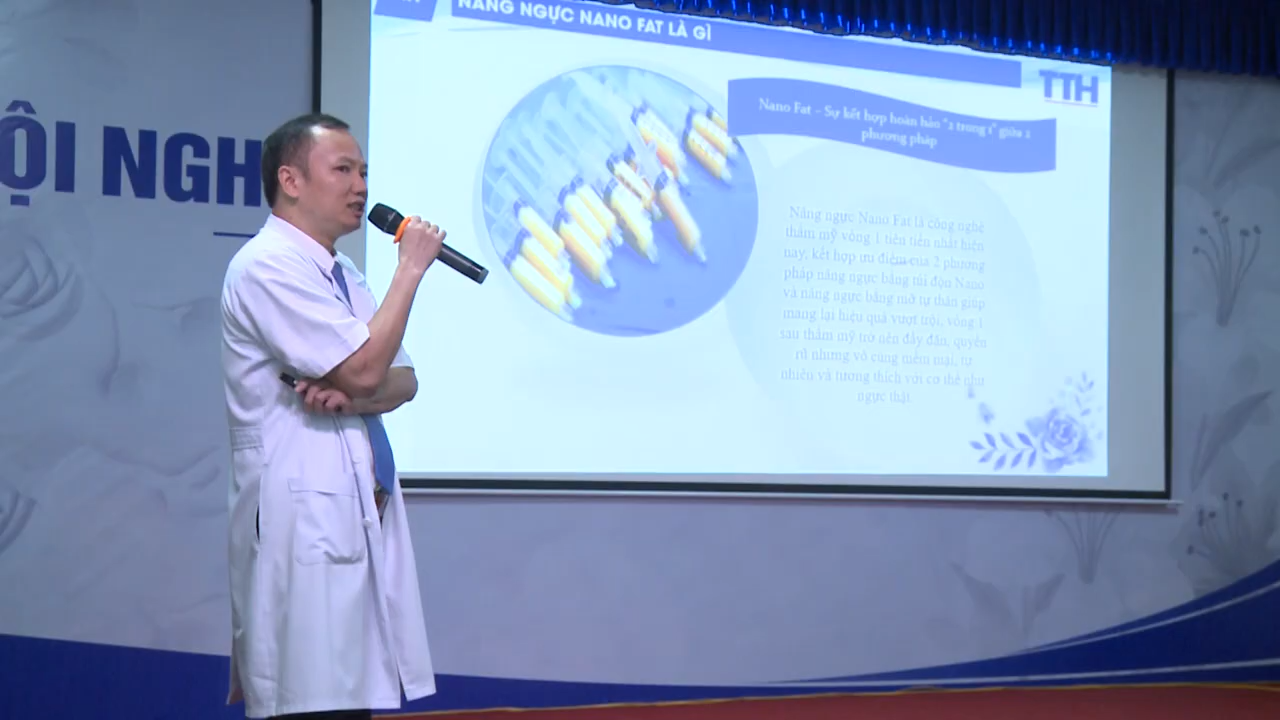 NÂNG NGỰC NANO FAT LÀ GÌ
TTH
Nano Fat – Sự kết hợp hoàn hảo "2 trong 1" giữa 2
phương pháp
ỘI NGH
Nâng ngực Nano Fat là công nghệ
thẩm mỹ vòng 1 tiên tiến nhất hiện
nay, kết hợp ưu điểm của 2 phương
pháp nâng ngực bằng túi độn Nano
và nâng ngực bằng mỡ tự thân giúp
mang lại hiệu quả vượt trội, vòng 1
sau thẩm mỹ trở nên đầy đặn, quyến
rũ nhưng vô cùng mềm mại, tự
nhiên và tương thích với cơ thể như
ngực thật